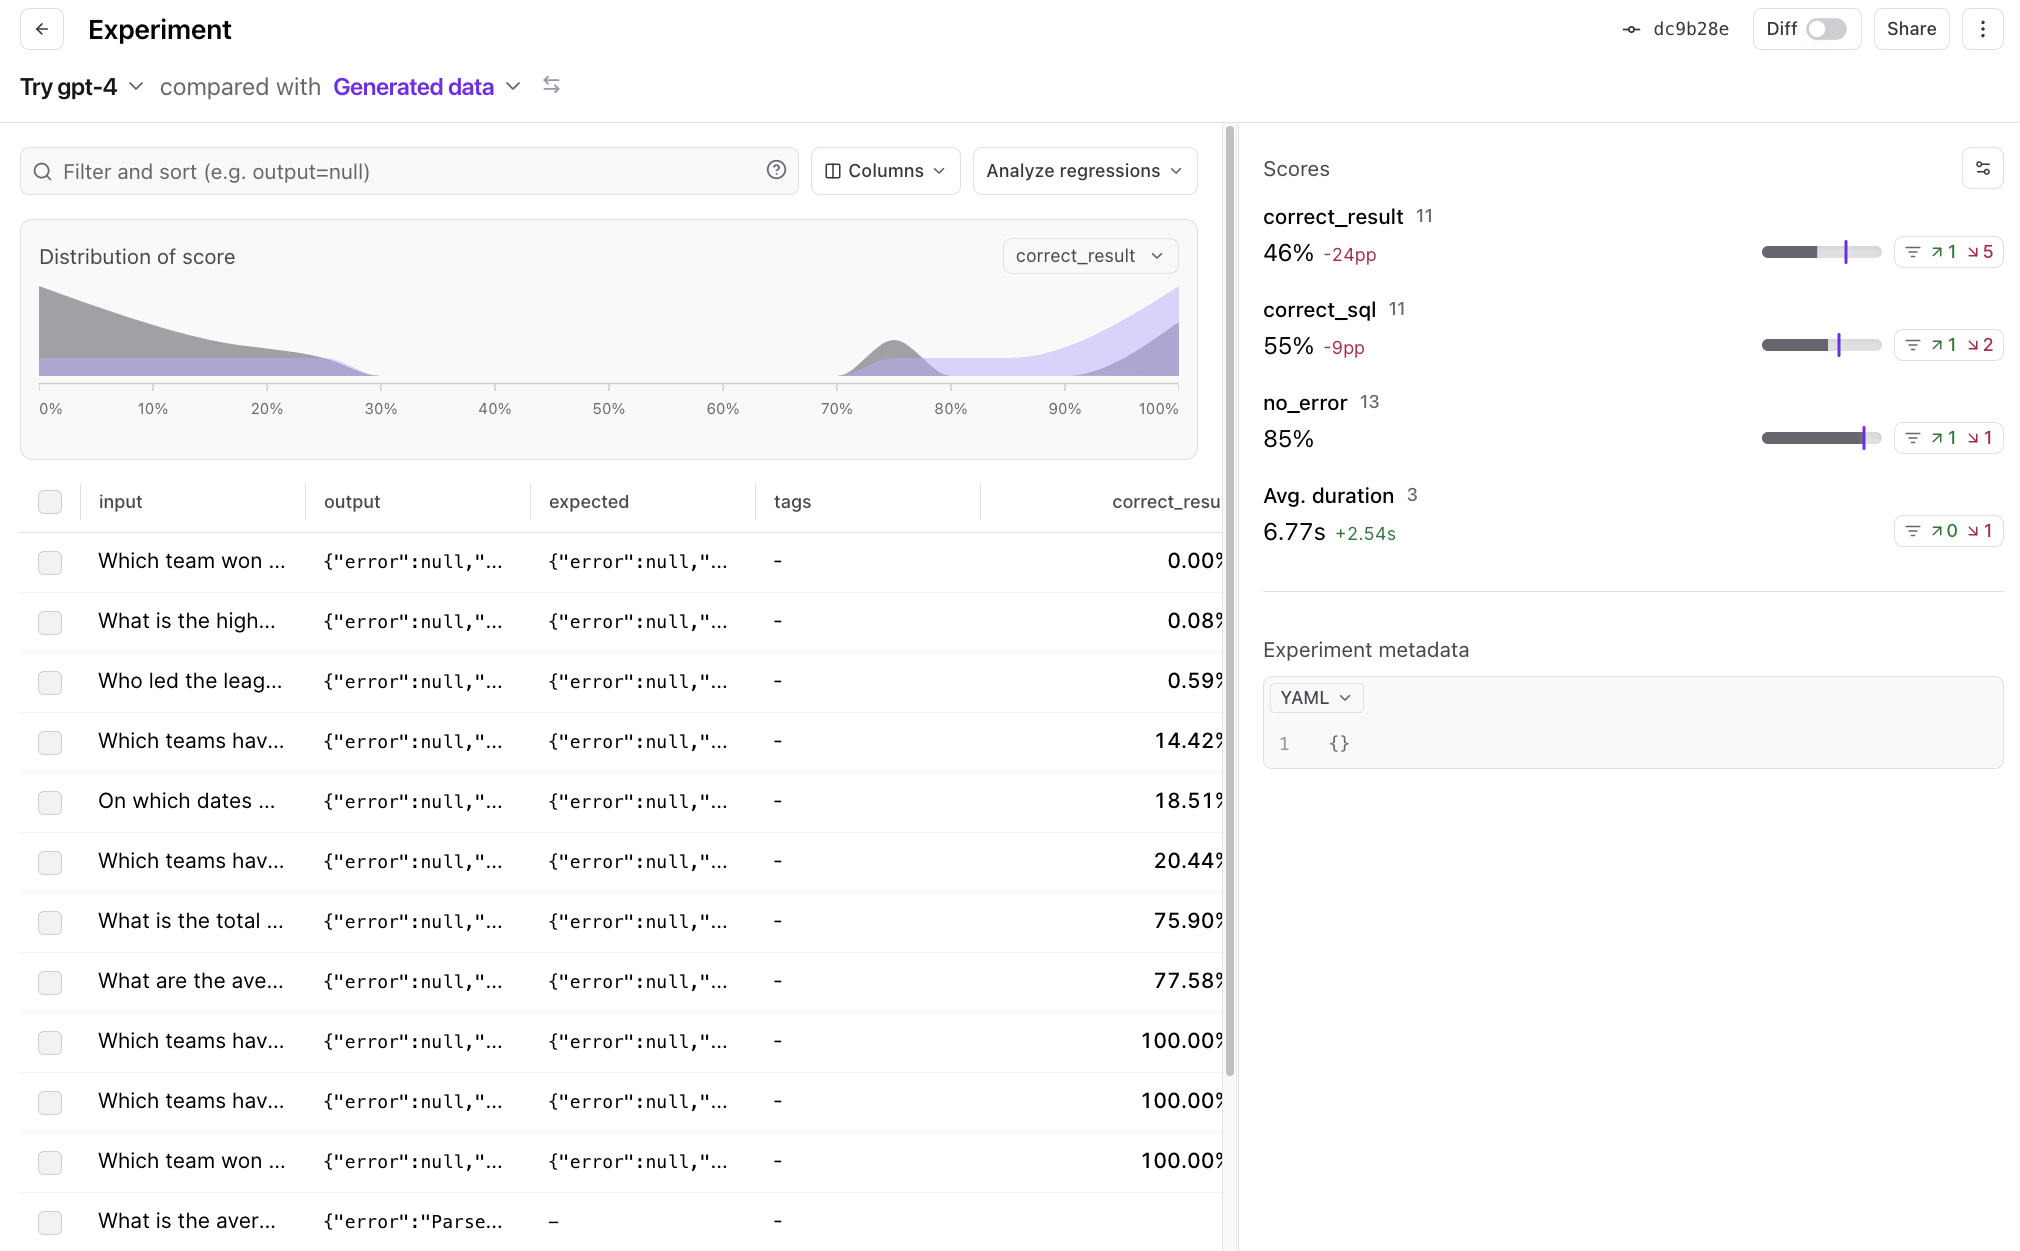 Experiment
dc9b28e
Diff
Share
Try gpt-4 compared with Generated data
Filter and sort (e.g. output=null)
Columns
Analyze regressions
Distribution of score
correct_result
0% 10% 20% 30% 40% 50% 60% 70% 80% 90% 100%
input output expected tags correct_resu
Which team won ... {"error":null,"... {"error":null,"... - 0.00%
What is the high... {"error":null,"... {"error":null,"... - 0.08%
Who led the leag... {"error":null,"... {"error":null,"... - 0.59%
Which teams hav... {"error":null,"... {"error":null,"... - 14.42%
On which dates ... {"error":null,"... {"error":null,"... - 18.51%
Which teams hav... {"error":null,"... {"error":null,"... - 20.44%
What is the total ... {"error":null,"... {"error":null,"... - 75.90%
What are the ave... {"error":null,"... {"error":null,"... - 77.58%
Which teams hav... {"error":null,"... {"error":null,"... - 100.00%
Which teams hav... {"error":null,"... {"error":null,"... - 100.00%
Which team won ... {"error":null,"... {"error":null,"... - 100.00%
What is the aver... {"error":"Parse... – -
Scores
correct_result 11
46% -24pp 1 5
correct_sql 11
55% -9pp 1 2
no_error 13
85% 1 1
Avg. duration 3
6.77s +2.54s 0 1
Experiment metadata
YAML
1 {}